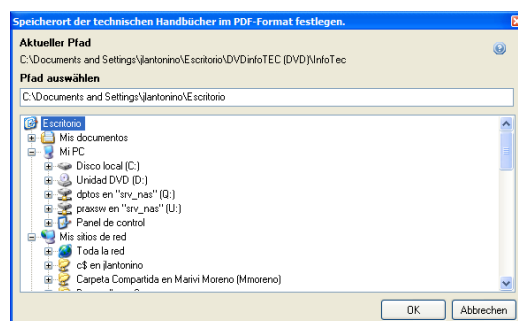 Speicherort der technischen Handbücher im PDF-Format festlegen.
Aktueller Pfad
C:\Documents and Settings\jlantonino\Escritorio\DVDinfoTEC (DVD)\InfoTec
Pfad auswählen
C:\Documents and Settings\jlantonino\Escritorio
Escritorio
Mis documentos
Mi PC
Disco local (C:)
Unidad DVD (D:)
dptos en "srv_nas" (Q:)
praxsw en "srv_nas" (U:)
Panel de control
Mis sitios de red
Toda la red
c$ en jlantonino
Carpeta Compartida en Marivi Moreno (Mmoreno)
OK Abbrechen